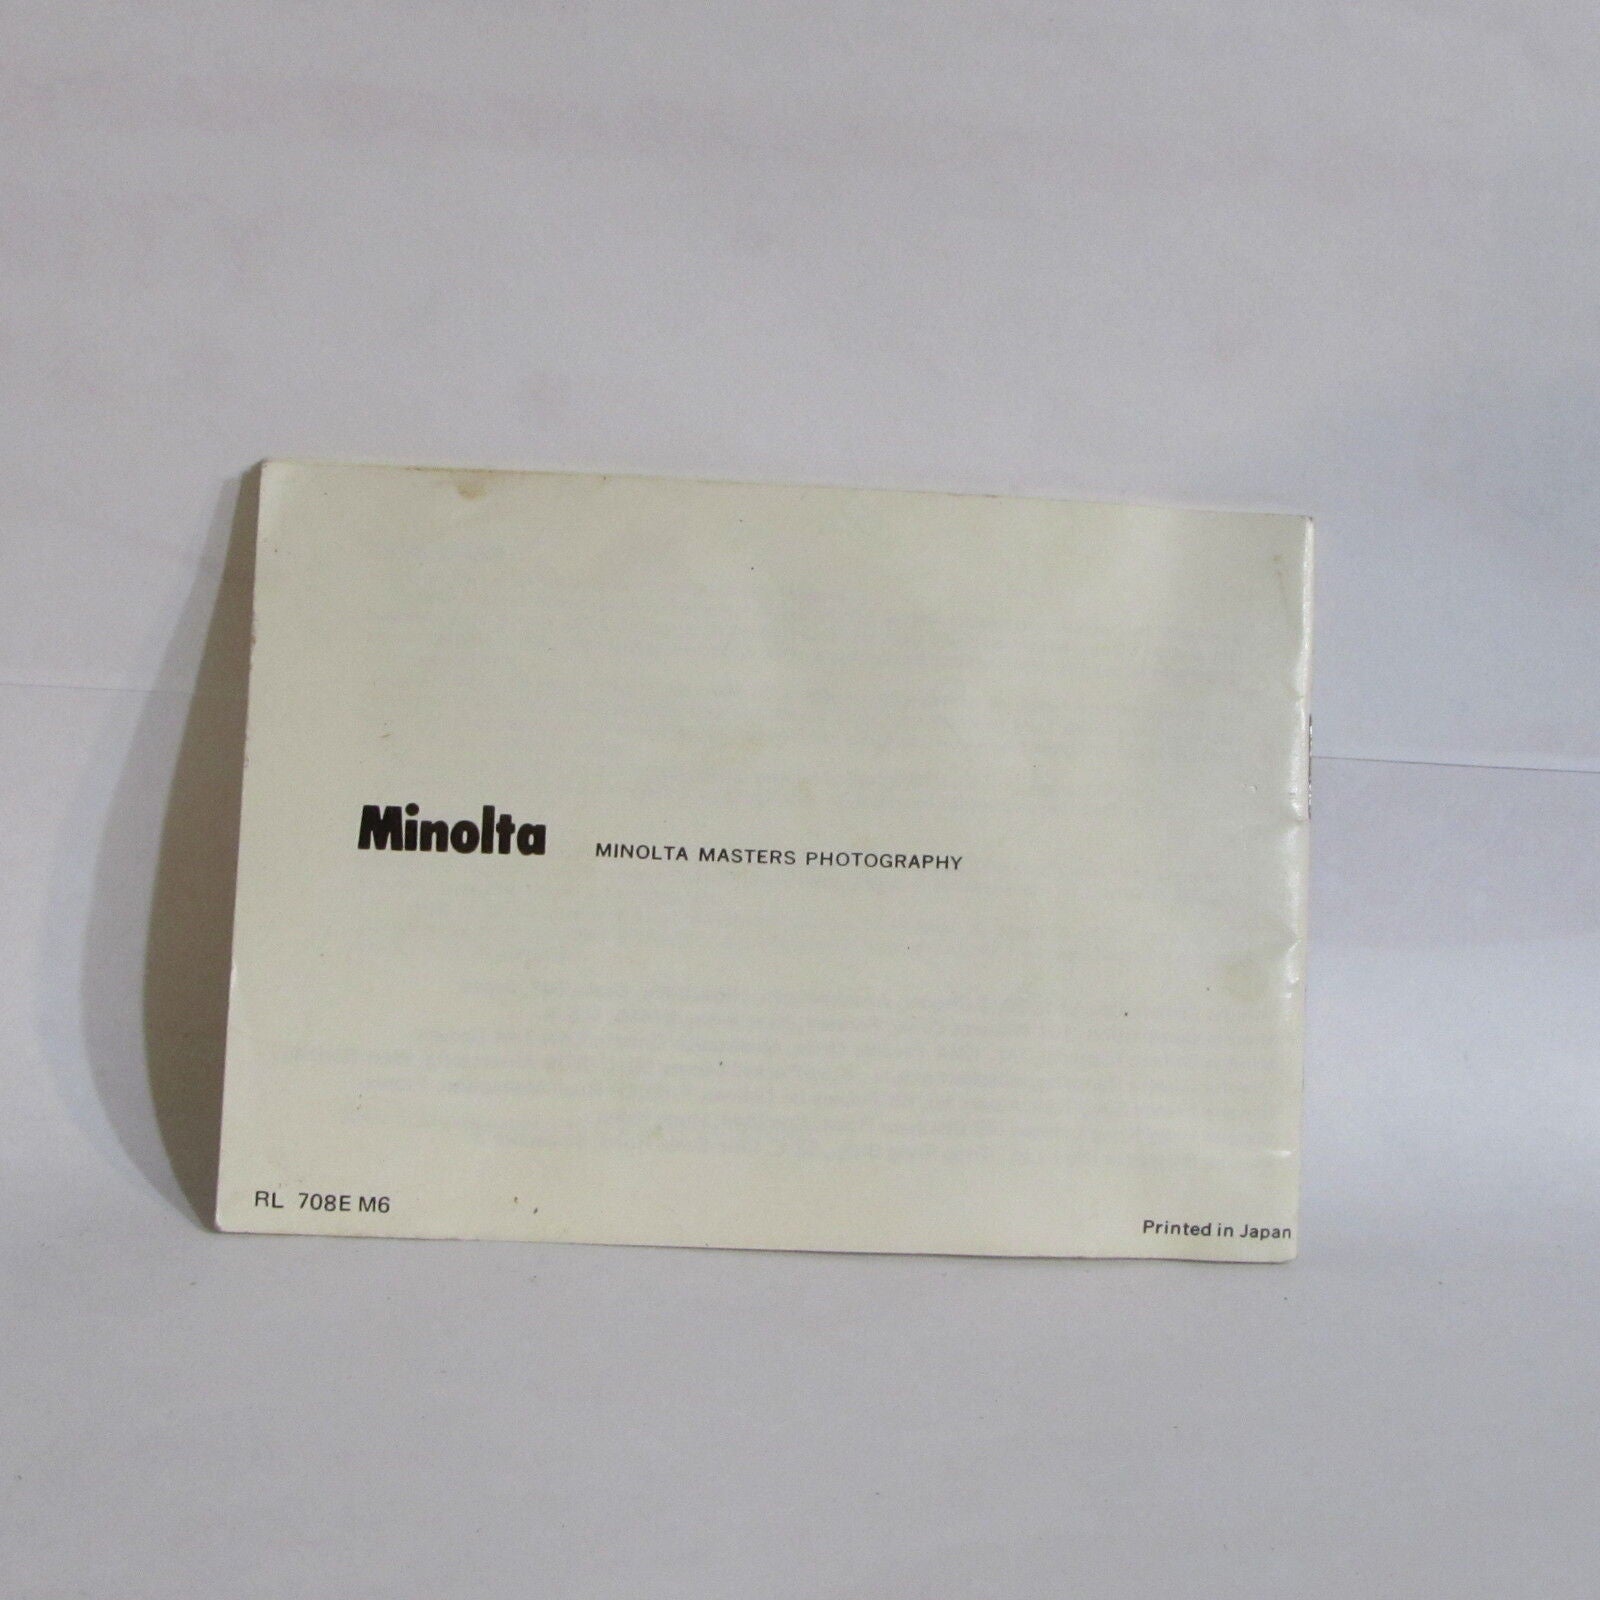 Minolta MINOLTA MASTERS PHOTOGRAPHY
RL 708E M6
Printed in Japan